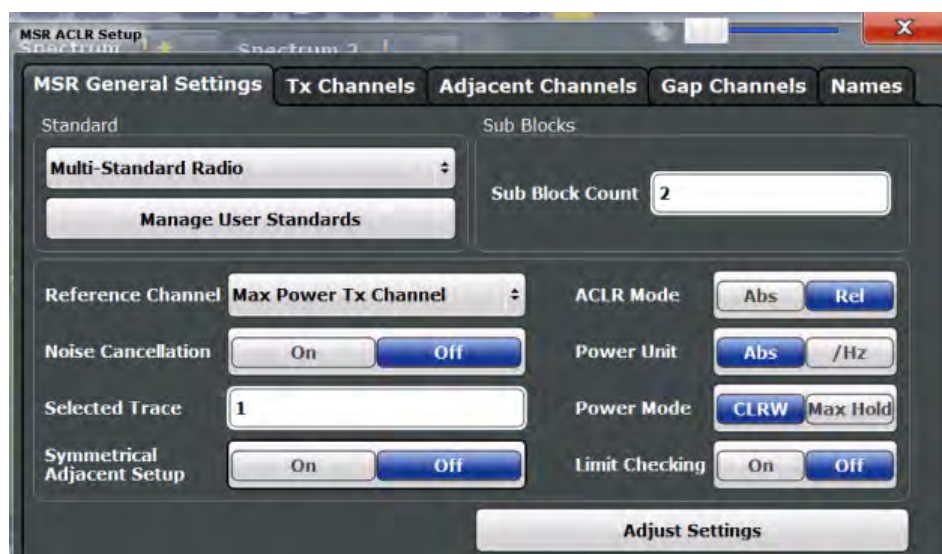 MSR ACLR Setup
Spectrum
Spectrum 2
MSR General Settings
Tx Channels
Adjacent Channels
Gap Channels
Names
Standard
Sub Blocks
Multi-Standard Radio
Manage User Standards
Sub Block Count
2
Reference Channel
Max Power Tx Channel
ACLR Mode
Abs
Rel
Noise Cancellation
On
Off
Power Unit
Abs
/Hz
Selected Trace
1
Power Mode
CLRW
Max Hold
Symmetrical
Adjacent Setup
On
Off
Limit Checking
On
Off
Adjust Settings